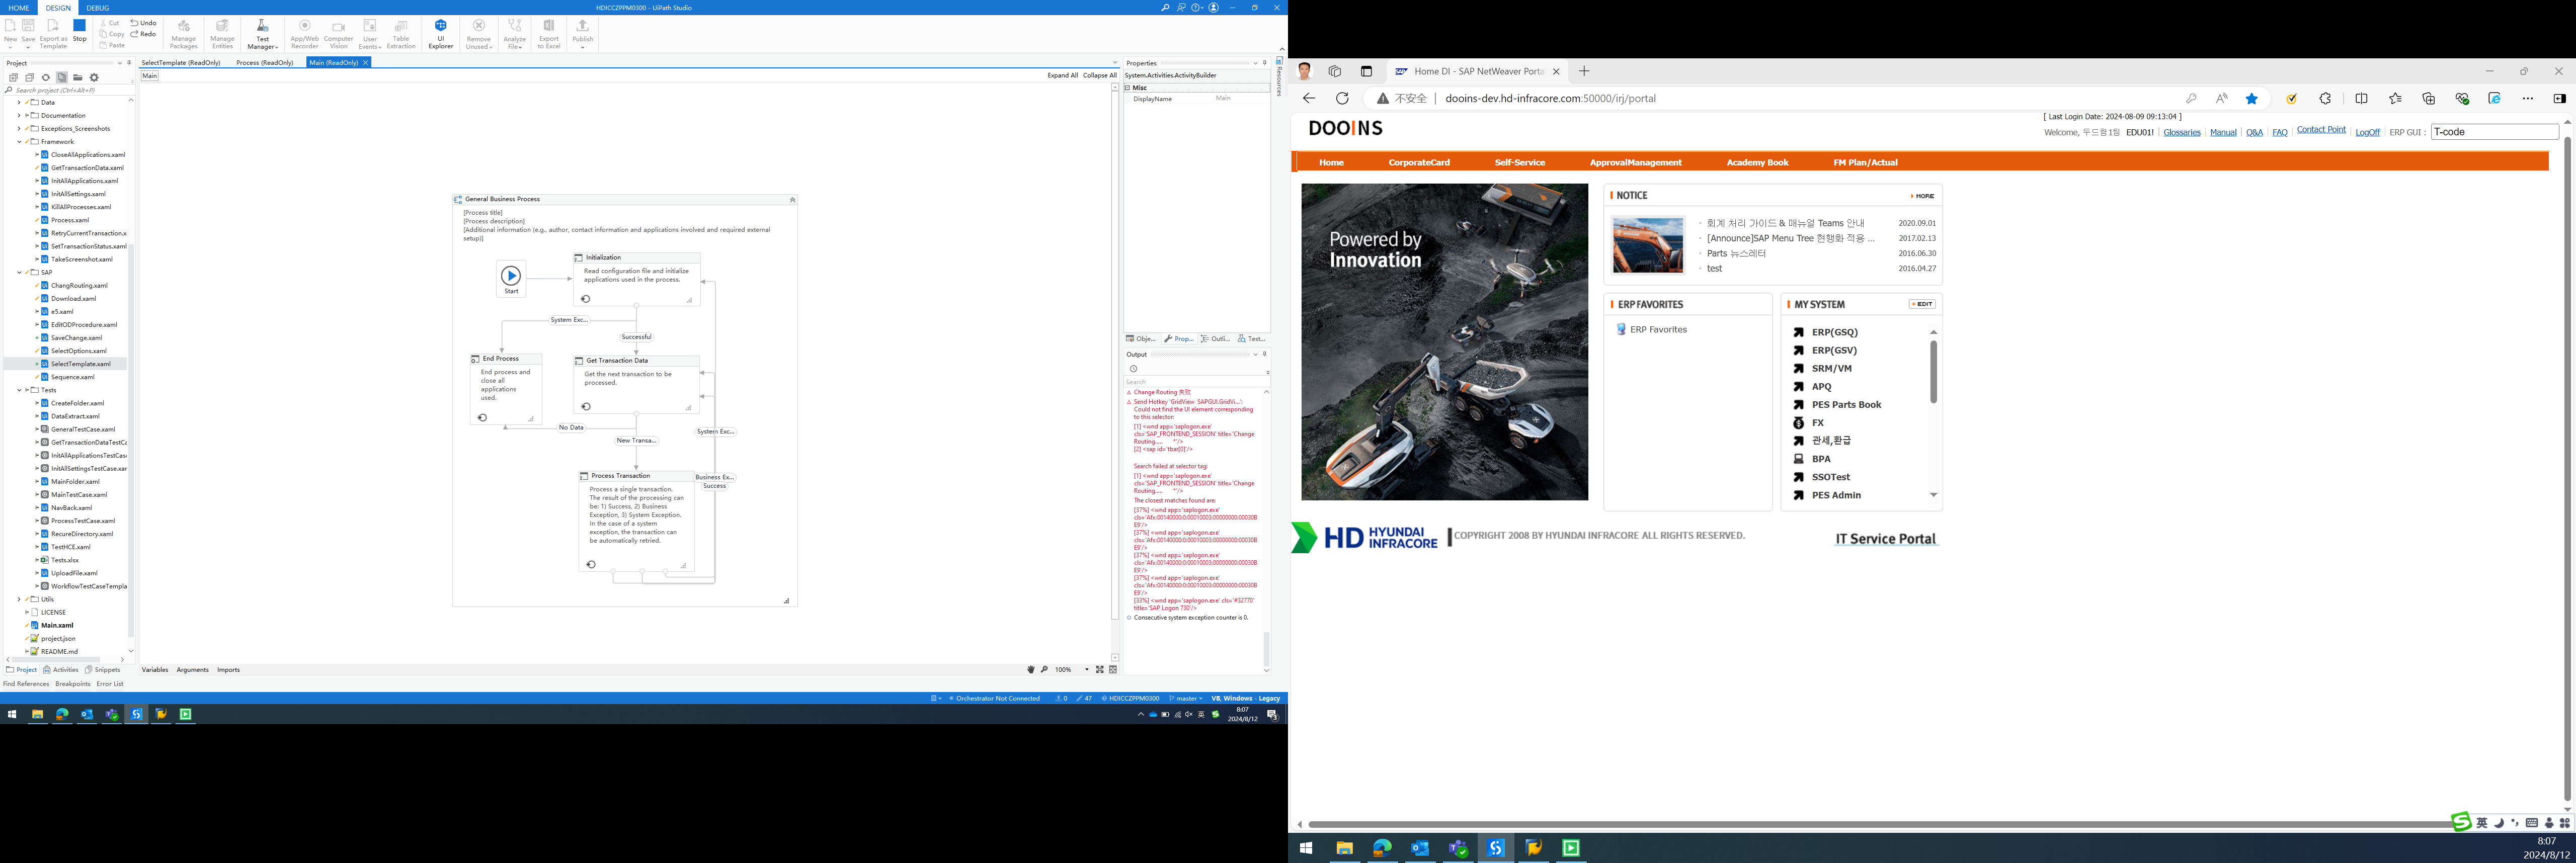 HOME DESIGN DEBUG
HDICCZPPM0300 - UiPath Studio
New Save Export as Template Stop
Cut Copy Paste
Undo Redo
Manage Packages
Manage Entities
Test Manager
App/Web Recorder
Computer Vision
User Events
Table Extraction
UI Explorer
Remove Unused
Analyze File
Export to Excel
Publish
Project
Search project (Ctrl+Alt+P)
Data
Documentation
Exceptions_Screenshots
Framework
CloseAllApplications.xaml
GetTransactionData.xaml
InitAllApplications.xaml
InitAllSettings.xaml
KillAllProcesses.xaml
Process.xaml
RetryCurrentTransaction.x
SetTransactionStatus.xaml
TakeScreenshot.xaml
SAP
ChangRouting.xaml
Download.xaml
e5.xaml
EditODProcedure.xaml
SaveChange.xaml
SelectOptions.xaml
SelectTemplate.xaml
Sequence.xaml
Tests
CreateFolder.xaml
DataExtract.xaml
GeneralTestCase.xaml
GetTransactionDataTestCa
InitAllApplicationsTestCas
InitAllSettingsTestCase.xar
MainFolder.xaml
MainTestCase.xaml
NavBack.xaml
ProcessTestCase.xaml
RecureDirectory.xaml
TestHCE.xaml
Tests.xlsx
UploadFile.xaml
WorkflowTestCaseTempla
Utils
LICENSE
Main.xaml
project.json
README.md
Project Activities Snippets
Find References Breakpoints Error List
SelectTemplate (ReadOnly) Process (ReadOnly) Main (ReadOnly)
Main
Expand All Collapse All
General Business Process
[Process title]
[Process description]
[Additional information (e.g., author, contact information and applications involved and required external
setup)]
Start
Initialization
Read configuration file and initialize
applications used in the process.
System Exc...
Successful
End Process
End process and
close all
applications
used.
Get Transaction Data
Get the next transaction to be
processed.
No Data
New Transa...
System Exc...
Process Transaction
Process a single transaction.
The result of the processing can
be: 1) Success, 2) Business
Exception, 3) System Exception.
In the case of a system
exception, the transaction can
be automatically retried.
Business Ex...
Success
Variables Arguments Imports
100%
Properties
System.Activities.ActivityBuilder
Misc
DisplayName Main
Obje... Prop... Outli... Test...
Output
Search
Change Routing 失败
Send Hotkey 'GridView SAPGUI.GridVi...':
Could not find the UI element corresponding
to this selector:
[1] <wnd app='saplogon.exe'
cls='SAP_FRONTEND_SESSION' title='Change
Routing..... *'/>
[2] <sap id='tbar[0]'/>
Search failed at selector tag:
[1] <wnd app='saplogon.exe'
cls='SAP_FRONTEND_SESSION' title='Change
Routing..... *'/>
The closest matches found are:
[37%] <wnd app='saplogon.exe'
cls='Afx:00140000:0:00010003:00000000:00030B
E9'/>
[37%] <wnd app='saplogon.exe'
cls='Afx:00140000:0:00010003:00000000:00030B
E9'/>
[37%] <wnd app='saplogon.exe'
cls='Afx:00140000:0:00010003:00000000:00030B
E9'/>
[37%] <wnd app='saplogon.exe'
cls='Afx:00140000:0:00010003:00000000:00030B
E9'/>
[33%] <wnd app='saplogon.exe' cls='#32770'
title='SAP Logon 730'/>
Consecutive system exception counter is 0.
Resources
Orchestrator Not Connected 0 47 HDICCZPPM0300 master VB, Windows - Legacy
英
8:07
2024/8/12
Home DI - SAP NetWeaver Porta
不安全 dooins-dev.hd-infracore.com:50000/irj/portal
DOOINS
[ Last Login Date: 2024-08-09 09:13:04 ]
Welcome, 두드림1팀 EDU01! Glossaries Manual Q&A FAQ Contact Point LogOff ERP GUI : T-code
Home CorporateCard Self-Service ApprovalManagement Academy Book FM Plan/Actual
Powered by
Innovation
NOTICE MORE
회계 처리 가이드 & 매뉴얼 Teams 안내 2020.09.01
[Announce]SAP Menu Tree 현행화 적용 ... 2017.02.13
Parts 뉴스레터 2016.06.30
test 2016.04.27
ERP FAVORITES
ERP Favorites
MY SYSTEM +EDIT
ERP(GSQ)
ERP(GSV)
SRM/VM
APQ
PES Parts Book
FX
관세,환급
BPA
SSOTest
PES Admin
HD HYUNDAI INFRACORE
COPYRIGHT 2008 BY HYUNDAI INFRACORE ALL RIGHTS RESERVED.
IT Service Portal
英
8:07
2024/8/12